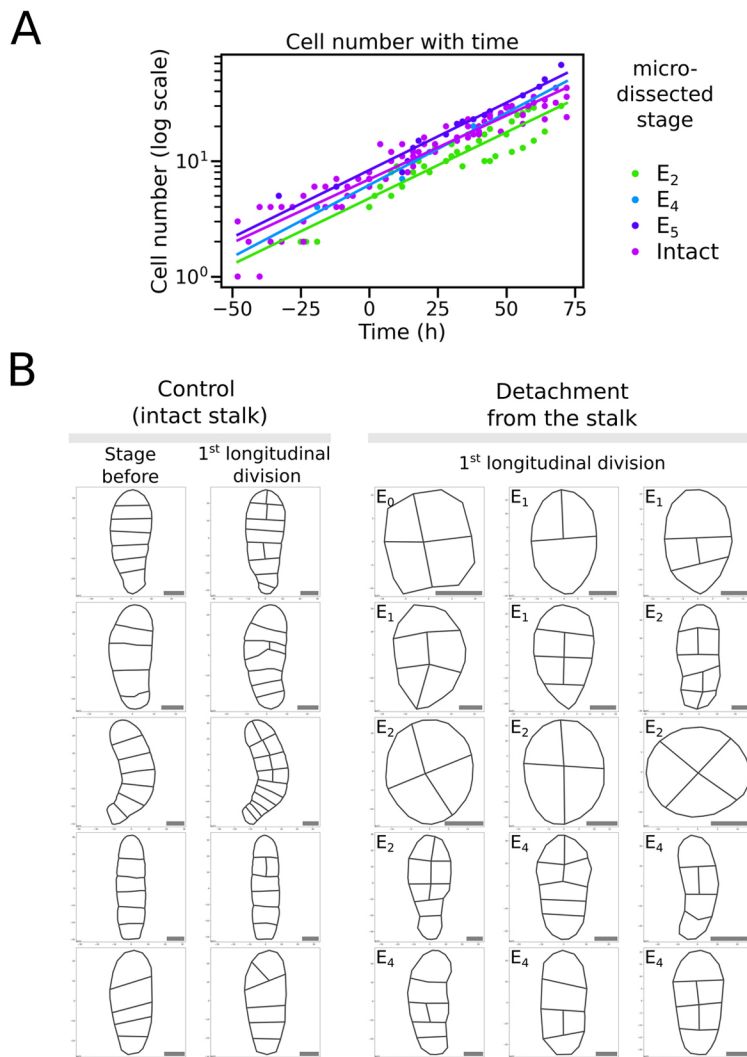 A
Cell number with time
Cell number (log scale)
10¹
10⁰
−50 −25 0 25 50 75
Time (h)
micro-
dissected
stage
E₂
E₄
E₅
Intact
B
Control
(intact stalk)
Detachment
from the stalk
Stage
before
1ˢᵗ longitudinal
division
1ˢᵗ longitudinal division
E₀ E₁ E₁
E₁ E₁ E₂
E₂ E₂ E₂
E₂ E₄ E₄
E₄ E₄ E₄